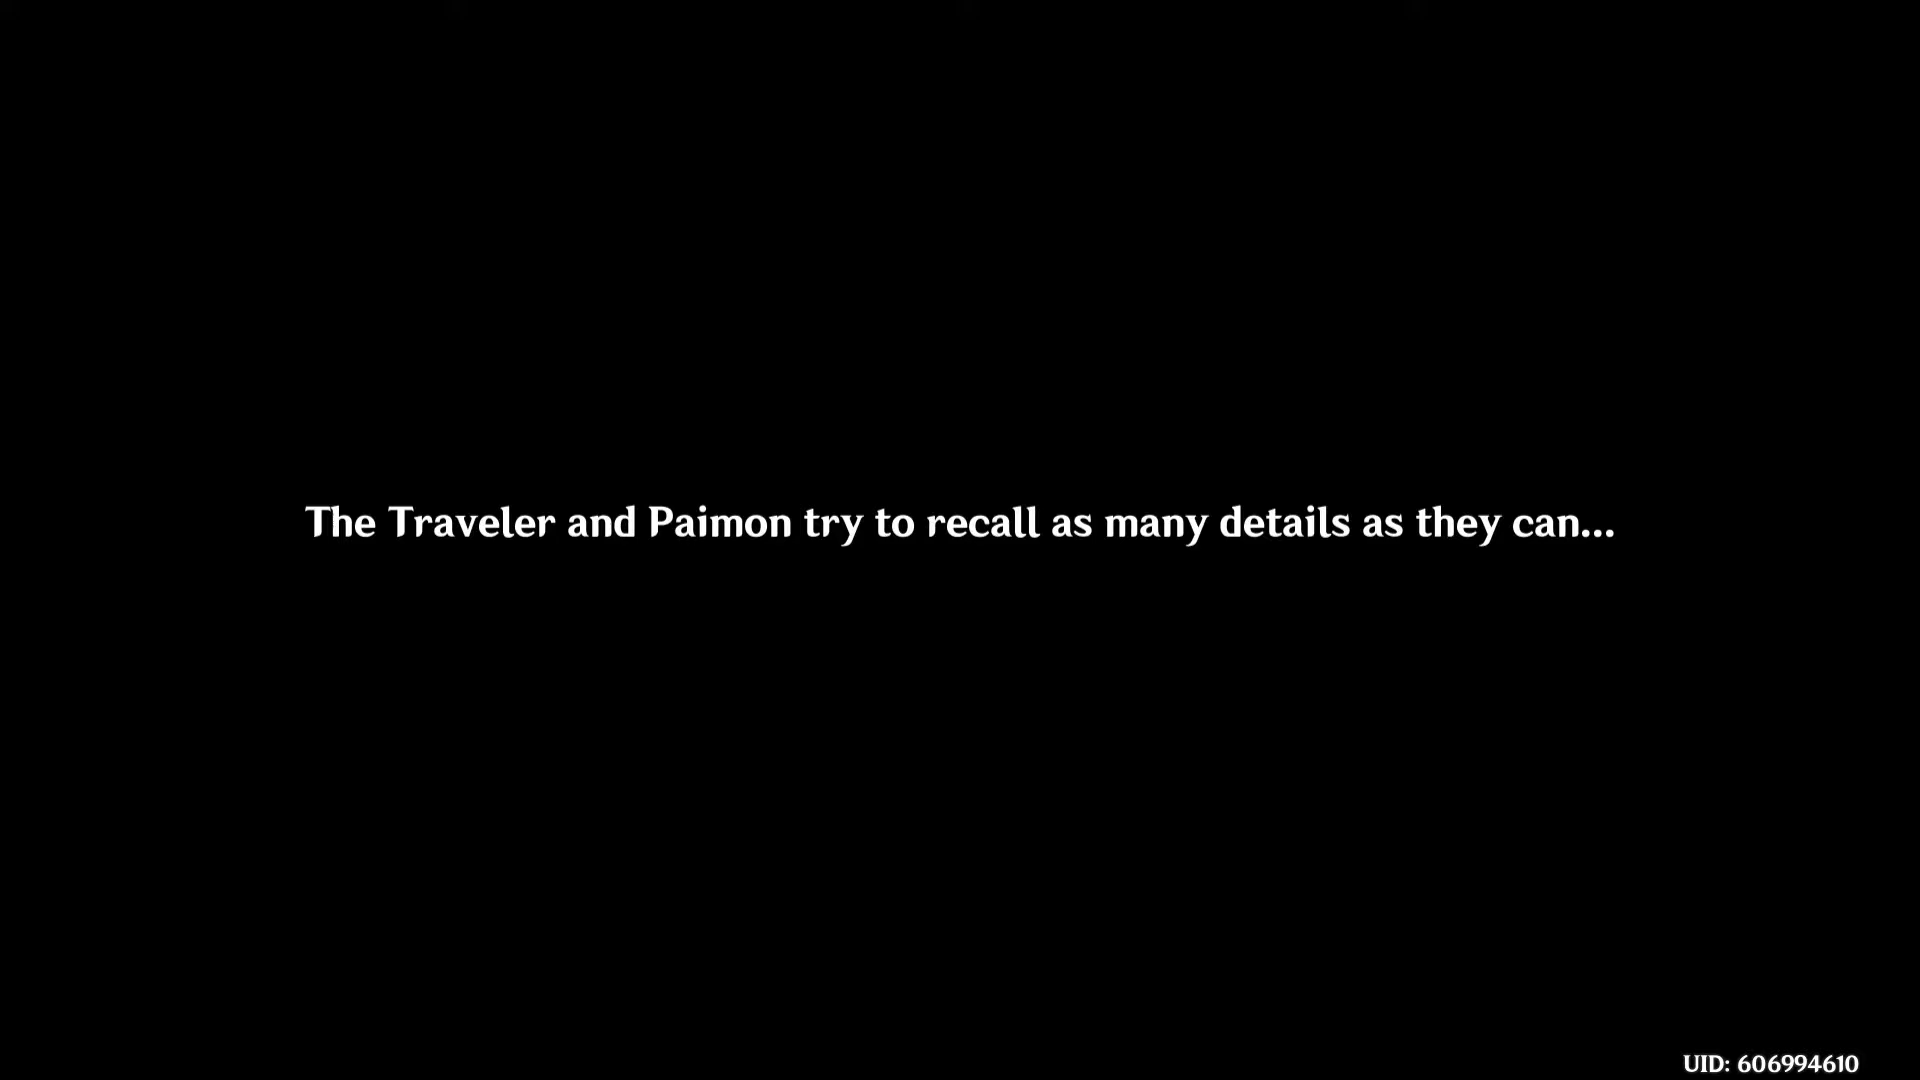 The Traveler and Paimon try to recall as many details as they can...
UID: 606994610